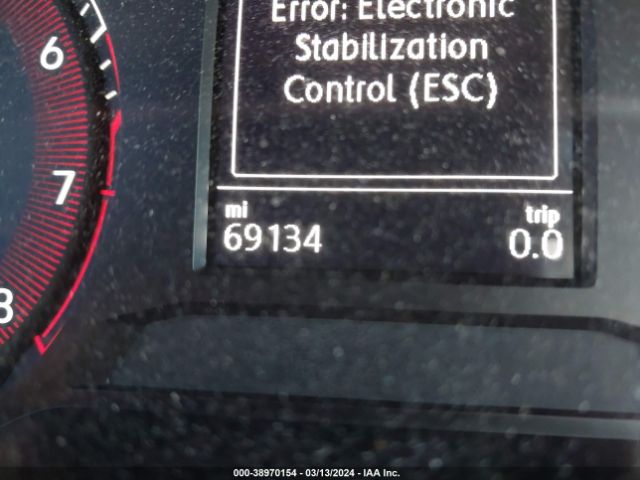 Error: Electronic
Stabilization
Control (ESC)
6
7
8
mi
trip
69134
0.0
000-38970154 - 03/13/2024 - IAA Inc.